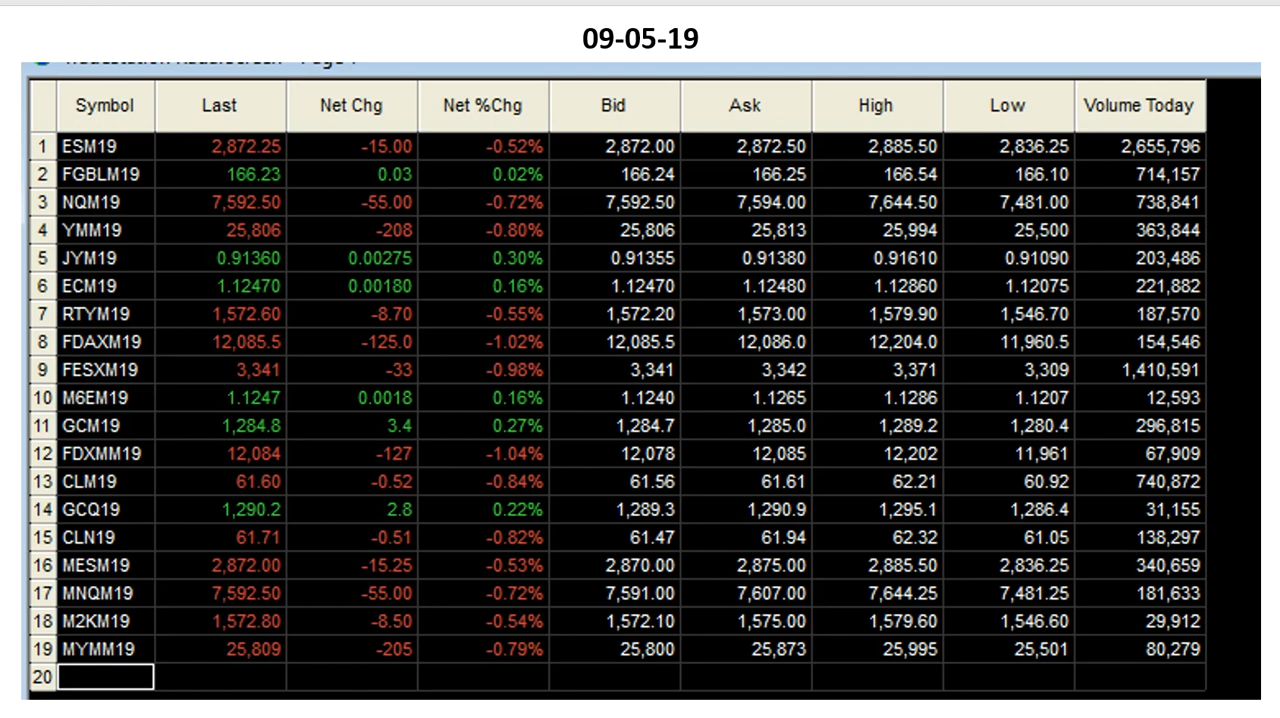 09-05-19
Symbol Last Net Chg Net %Chg Bid Ask High Low Volume Today
1 ESM19 2,872.25 -15.00 -0.52% 2,872.00 2,872.50 2,885.50 2,836.25 2,655,796
2 FGBLM19 166.23 0.03 0.02% 166.24 166.25 166.54 166.10 714,157
3 NQM19 7,592.50 -55.00 -0.72% 7,592.50 7,594.00 7,644.50 7,481.00 738,841
4 YMM19 25,806 -208 -0.80% 25,806 25,813 25,994 25,500 363,844
5 JYM19 0.91360 0.00275 0.30% 0.91355 0.91380 0.91610 0.91090 203,486
6 ECM19 1.12470 0.00180 0.16% 1.12470 1.12480 1.12860 1.12075 221,882
7 RTYM19 1,572.60 -8.70 -0.55% 1,572.20 1,573.00 1,579.90 1,546.70 187,570
8 FDAXM19 12,085.5 -125.0 -1.02% 12,085.5 12,086.0 12,204.0 11,960.5 154,546
9 FESXM19 3,341 -33 -0.98% 3,341 3,342 3,371 3,309 1,410,591
10 M6EM19 1.1247 0.0018 0.16% 1.1240 1.1265 1.1286 1.1207 12,593
11 GCM19 1,284.8 3.4 0.27% 1,284.7 1,285.0 1,289.2 1,280.4 296,815
12 FDXMM19 12,084 -127 -1.04% 12,078 12,085 12,202 11,961 67,909
13 CLM19 61.60 -0.52 -0.84% 61.56 61.61 62.21 60.92 740,872
14 GCQ19 1,290.2 2.8 0.22% 1,289.3 1,290.9 1,295.1 1,286.4 31,155
15 CLN19 61.71 -0.51 -0.82% 61.47 61.94 62.32 61.05 138,297
16 MESM19 2,872.00 -15.25 -0.53% 2,870.00 2,875.00 2,885.50 2,836.25 340,659
17 MNQM19 7,592.50 -55.00 -0.72% 7,591.00 7,607.00 7,644.25 7,481.25 181,633
18 M2KM19 1,572.80 -8.50 -0.54% 1,572.10 1,575.00 1,579.60 1,546.60 29,912
19 MYMM19 25,809 -205 -0.79% 25,800 25,873 25,995 25,501 80,279
20